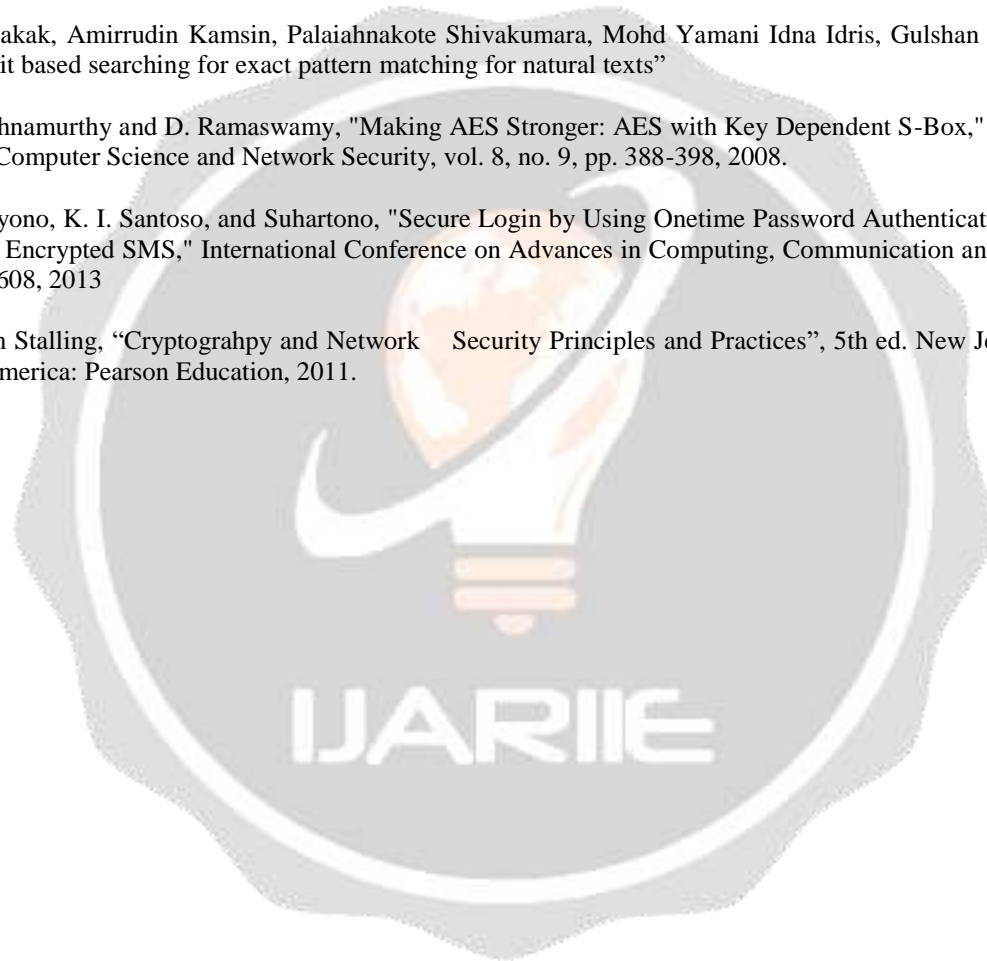 akak, Amirrudin Kamsin, Palaiahnakote Shivakumara, Mohd Yamani Idna Idris, Gulshan
it based searching for exact pattern matching for natural texts”
hnamurthy and D. Ramaswamy, "Making AES Stronger: AES with Key Dependent S-Box,"
Computer Science and Network Security, vol. 8, no. 9, pp. 388-398, 2008.
yono, K. I. Santoso, and Suhartono, "Secure Login by Using Onetime Password Authenticat
Encrypted SMS," International Conference on Advances in Computing, Communication an
608, 2013
n Stalling, “Cryptograhpy and Network Security Principles and Practices”, 5th ed. New Je
merica: Pearson Education, 2011.
IJARIIE